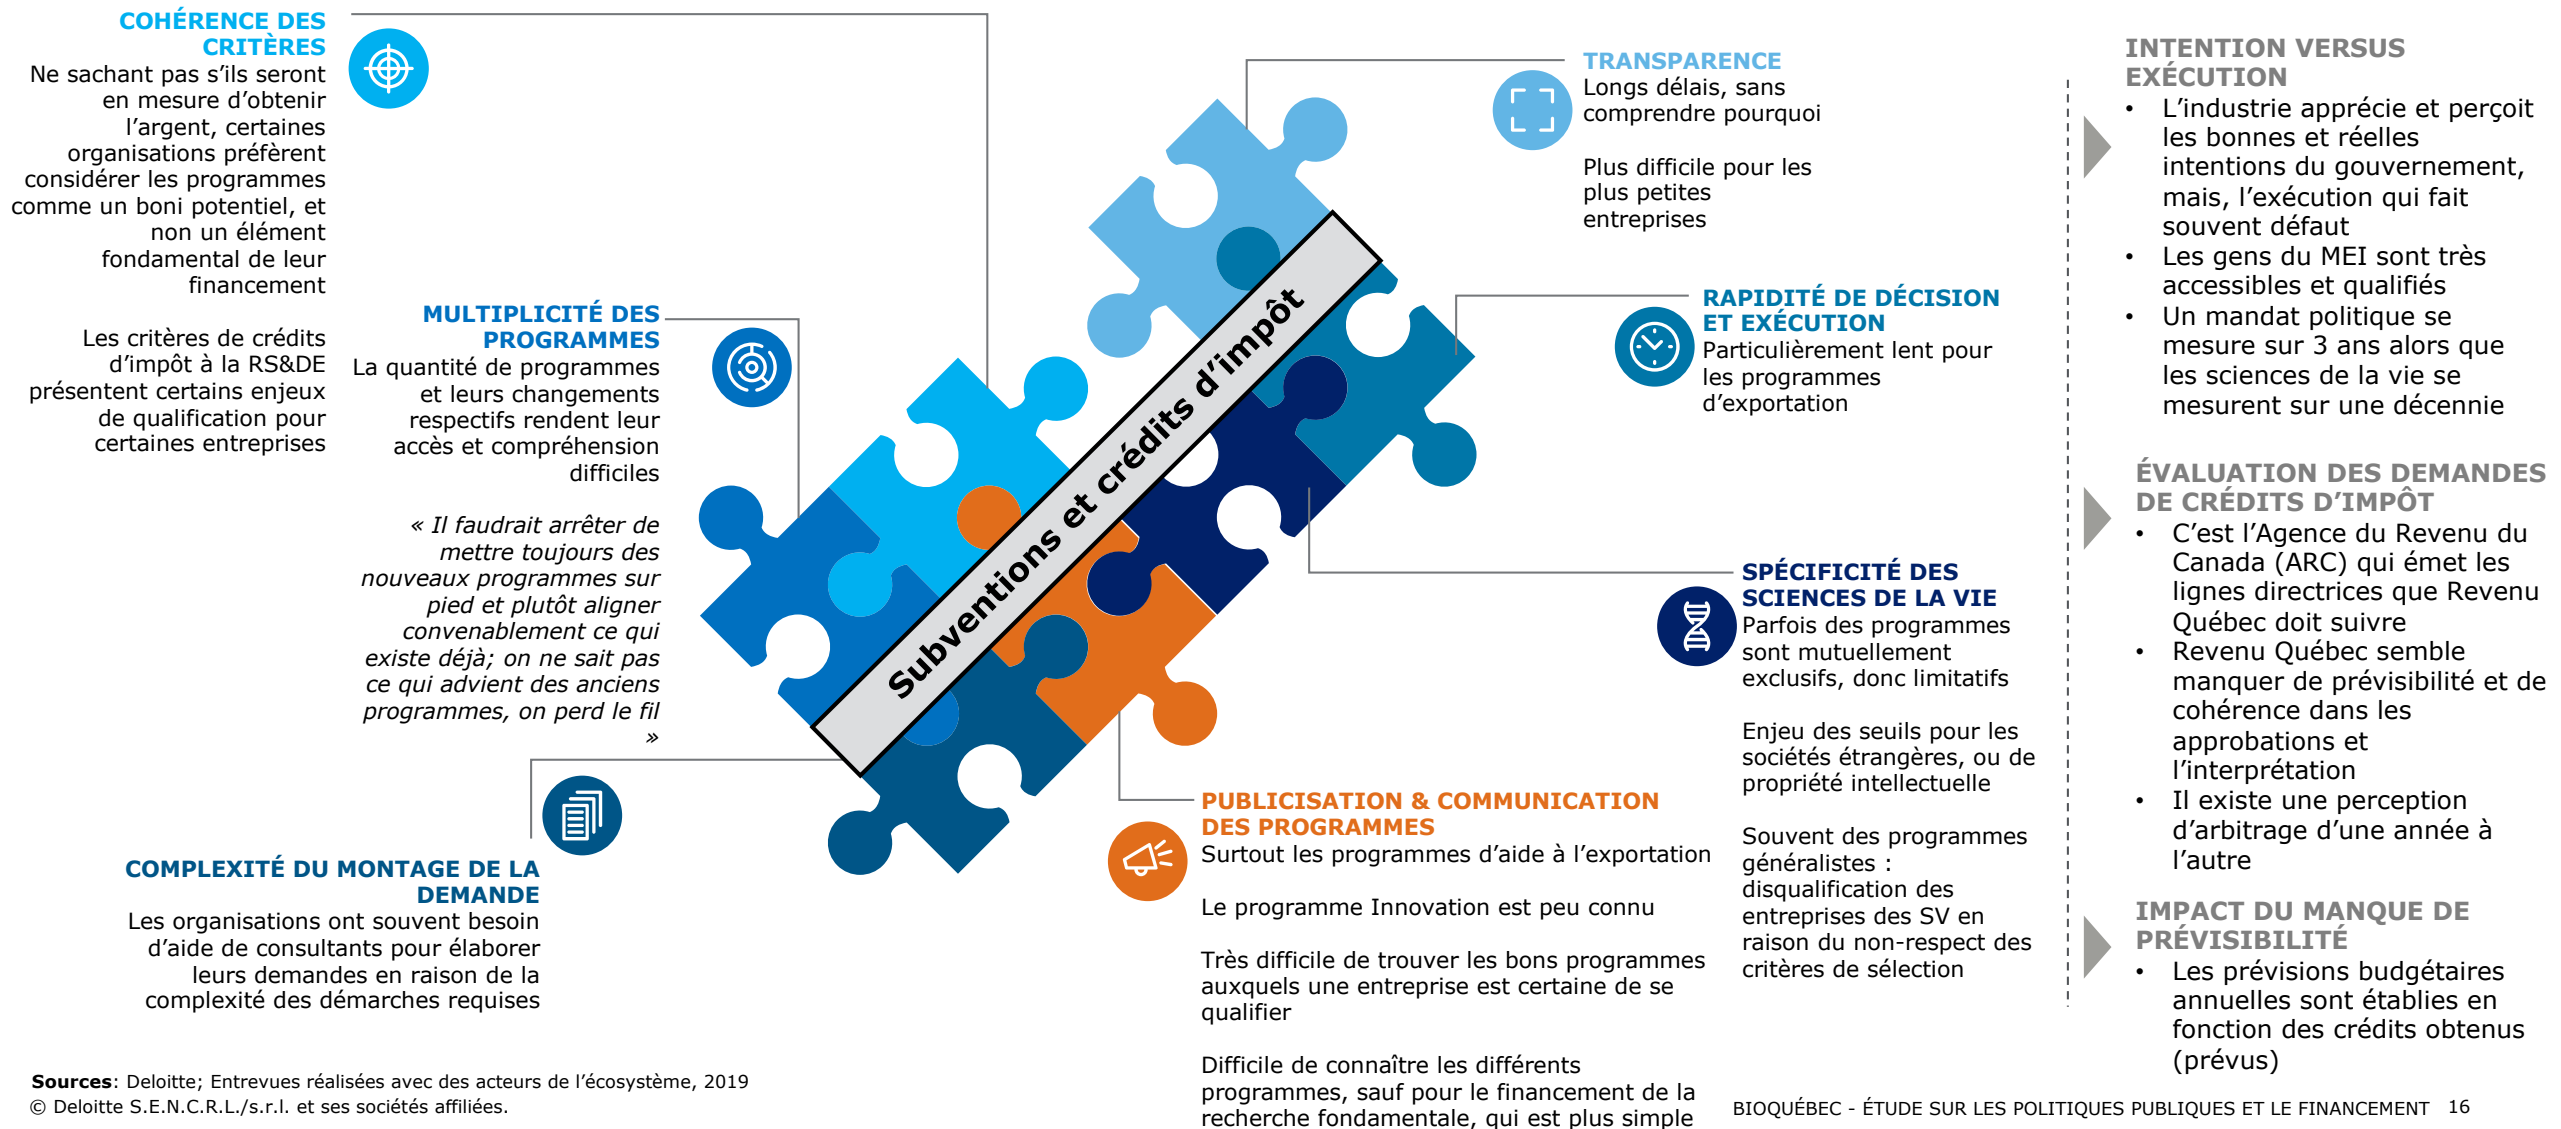 COHÉRENCE DES
CRITÈRES
Ne sachant pas s’ils seront
en mesure d’obtenir
l’argent, certaines
organisations préfèrent
considérer les programmes
comme un boni potentiel, et
non un élément
fondamental de leur
financement
Les critères de crédits
d’impôt à la RS&DE
présentent certains enjeux
de qualification pour
certaines entreprises
MULTIPLICITÉ DES
PROGRAMMES
La quantité de programmes
et leurs changements
respectifs rendent leur
accès et compréhension
difficiles
« Il faudrait arrêter de
mettre toujours des
nouveaux programmes sur
pied et plutôt aligner
convenablement ce qui
existe déjà; on ne sait pas
ce qui advient des anciens
programmes, on perd le fil
»
COMPLEXITÉ DU MONTAGE DE LA
DEMANDE
Les organisations ont souvent besoin
d’aide de consultants pour élaborer
leurs demandes en raison de la
complexité des démarches requises
Subventions et crédits d’impôt
TRANSPARENCE
Longs délais, sans
comprendre pourquoi
Plus difficile pour les
plus petites
entreprises
RAPIDITÉ DE DÉCISION
ET EXÉCUTION
Particulièrement lent pour
les programmes
d’exportation
SPÉCIFICITÉ DES
SCIENCES DE LA VIE
Parfois des programmes
sont mutuellement
exclusifs, donc limitatifs
Enjeu des seuils pour les
sociétés étrangères, ou de
propriété intellectuelle
Souvent des programmes
généralistes :
disqualification des
entreprises des SV en
raison du non-respect des
critères de sélection
PUBLICISATION & COMMUNICATION
DES PROGRAMMES
Surtout les programmes d’aide à l’exportation
Le programme Innovation est peu connu
Très difficile de trouver les bons programmes
auxquels une entreprise est certaine de se
qualifier
Difficile de connaître les différents
programmes, sauf pour le financement de la
recherche fondamentale, qui est plus simple
INTENTION VERSUS
EXÉCUTION
• L’industrie apprécie et perçoit
les bonnes et réelles
intentions du gouvernement,
mais, l’exécution qui fait
souvent défaut
• Les gens du MEI sont très
accessibles et qualifiés
• Un mandat politique se
mesure sur 3 ans alors que
les sciences de la vie se
mesurent sur une décennie
ÉVALUATION DES DEMANDES
DE CRÉDITS D’IMPÔT
• C’est l’Agence du Revenu du
Canada (ARC) qui émet les
lignes directrices que Revenu
Québec doit suivre
• Revenu Québec semble
manquer de prévisibilité et de
cohérence dans les
approbations et
l’interprétation
• Il existe une perception
d’arbitrage d’une année à
l’autre
IMPACT DU MANQUE DE
PRÉVISIBILITÉ
• Les prévisions budgétaires
annuelles sont établies en
fonction des crédits obtenus
(prévus)
Sources: Deloitte; Entrevues réalisées avec des acteurs de l’écosystème, 2019
© Deloitte S.E.N.C.R.L./s.r.l. et ses sociétés affiliées.
BIOQUÉBEC - ÉTUDE SUR LES POLITIQUES PUBLIQUES ET LE FINANCEMENT 16